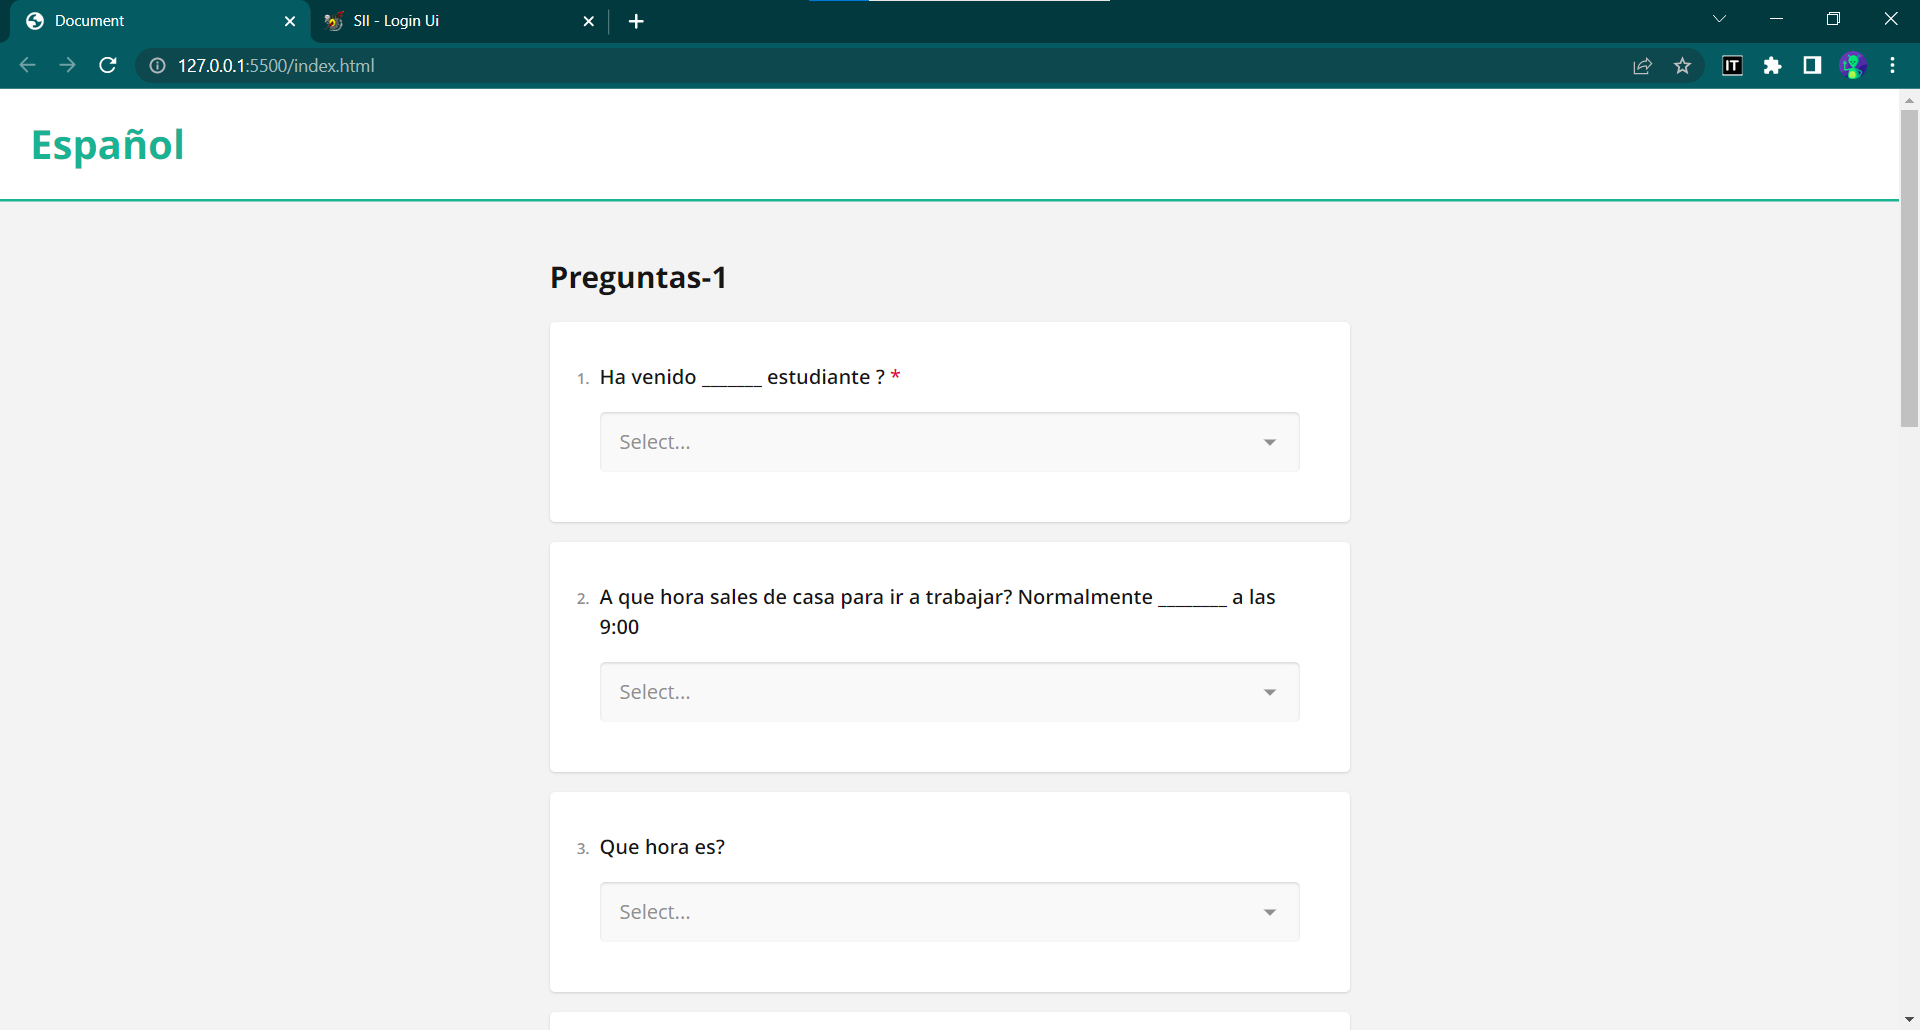 Document
SII - Login Ui
127.0.0.1:5500/index.html
IT
Español
Preguntas-1
1. Ha venido _______ estudiante ? *
Select...
2. A que hora sales de casa para ir a trabajar? Normalmente ________ a las
9:00
Select...
3. Que hora es?
Select...